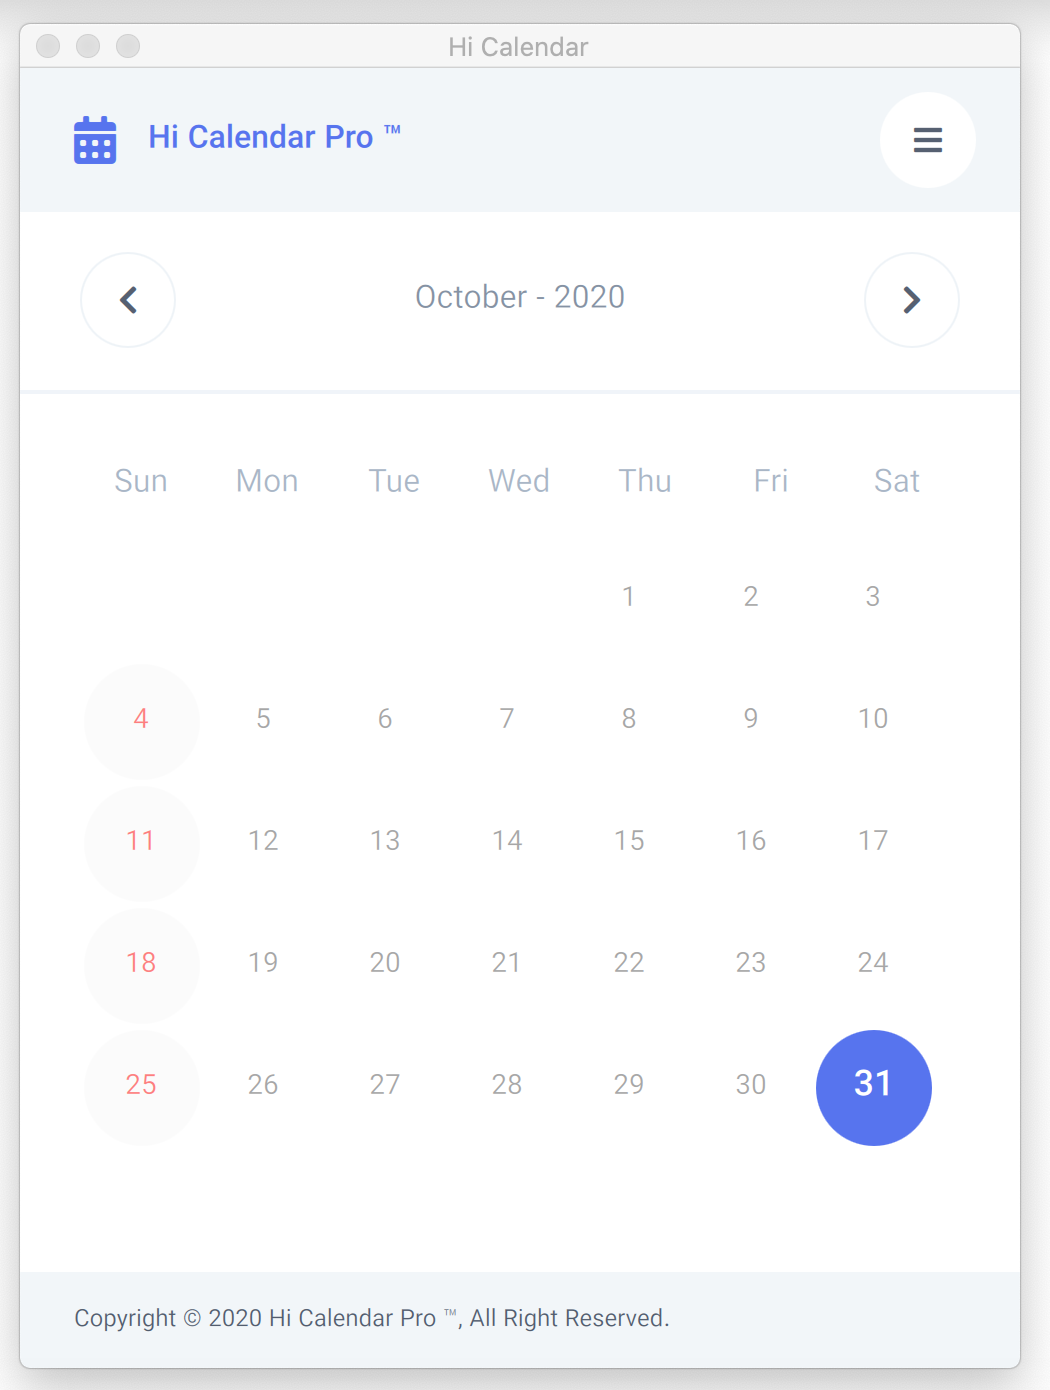 Hi Calendar
Hi Calendar Pro ™
October - 2020
Sun Mon Tue Wed Thu Fri Sat
1 2 3
4 5 6 7 8 9 10
11 12 13 14 15 16 17
18 19 20 21 22 23 24
25 26 27 28 29 30 31
Copyright © 2020 Hi Calendar Pro ™, All Right Reserved.